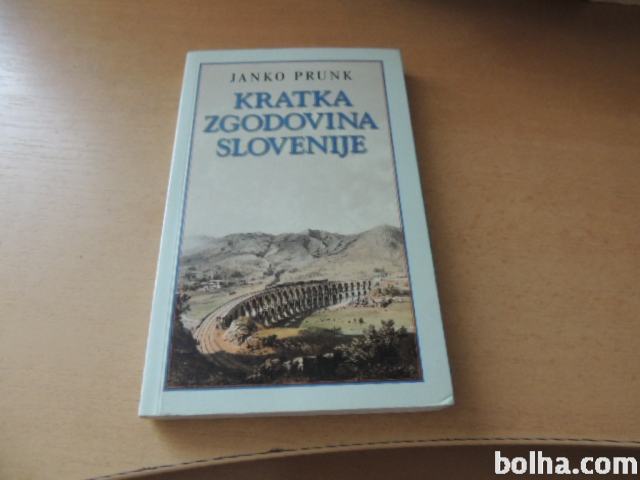 JANKO PRUNK
KRATKA
ZGODOVINA
SLOVENIJE
bolha.com